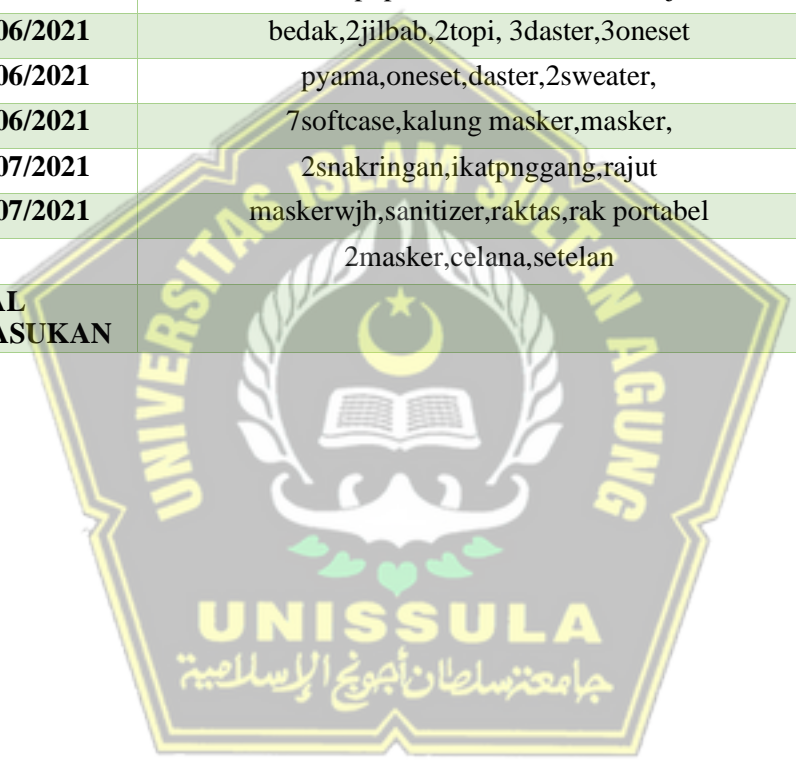 06/2021 bedak,2jilbab,2topi, 3daster,3oneset
06/2021 pyama,oneset,daster,2sweater,
06/2021 7softcase,kalung masker,masker,
07/2021 2snakringan,ikatpnggang,rajut
07/2021 maskerwjh,sanitizer,raktas,rak portabel
2masker,celana,setelan
AL
ASUKAN
UNIVERSITAS ISLAM SULTAN AGUNG
UNISSULA
جامعة سلطان أجونج الإسلامية